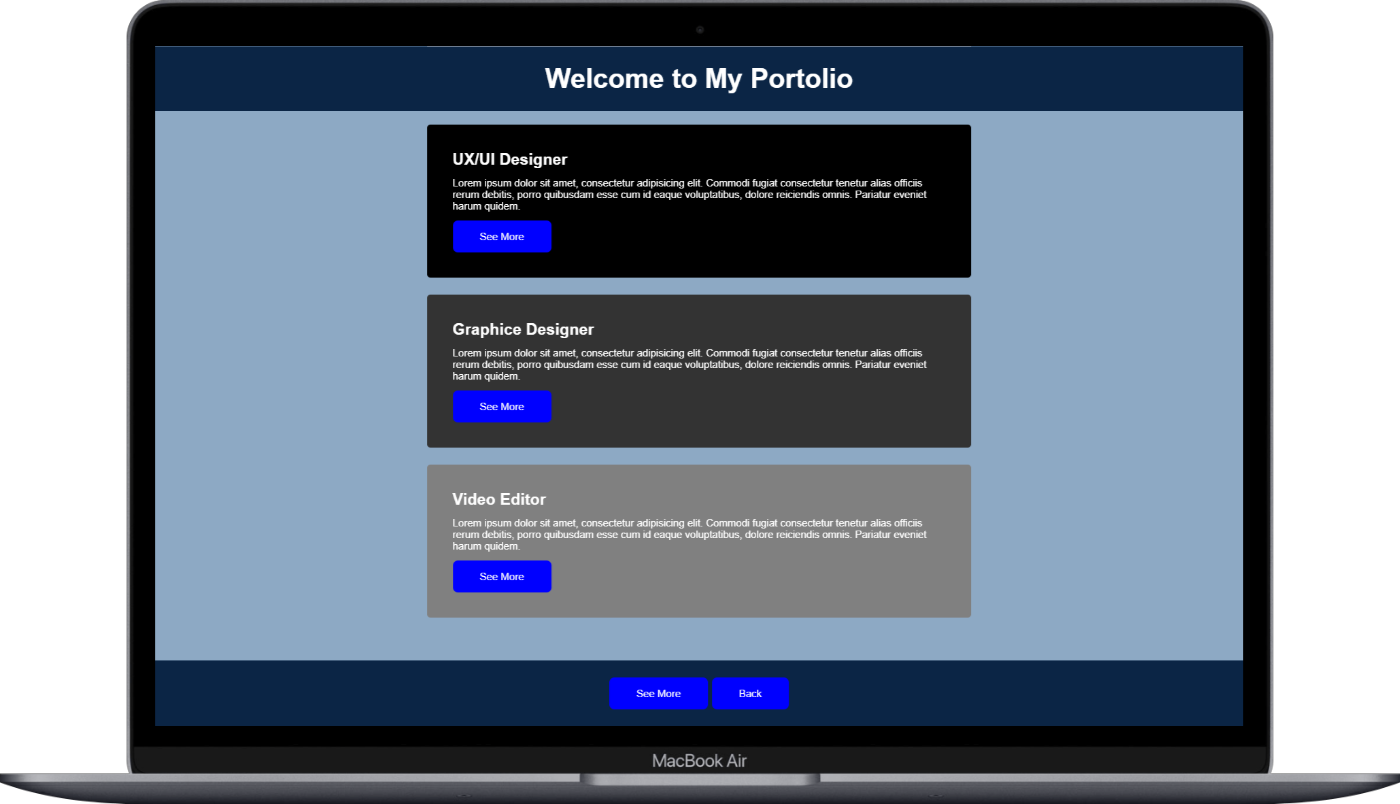 Welcome to My Portolio
UX/UI Designer
Lorem ipsum dolor sit amet, consectetur adipisicing elit. Commodi fugiat consectetur tenetur alias officiis
rerum debitis, porro quibusdam esse cum id eaque voluptatibus, dolore reiciendis omnis. Pariatur eveniet
harum quidem.
See More
Graphice Designer
Lorem ipsum dolor sit amet, consectetur adipisicing elit. Commodi fugiat consectetur tenetur alias officiis
rerum debitis, porro quibusdam esse cum id eaque voluptatibus, dolore reiciendis omnis. Pariatur eveniet
harum quidem.
See More
Video Editor
Lorem ipsum dolor sit amet, consectetur adipisicing elit. Commodi fugiat consectetur tenetur alias officiis
rerum debitis, porro quibusdam esse cum id eaque voluptatibus, dolore reiciendis omnis. Pariatur eveniet
harum quidem.
See More
See More Back
MacBook Air